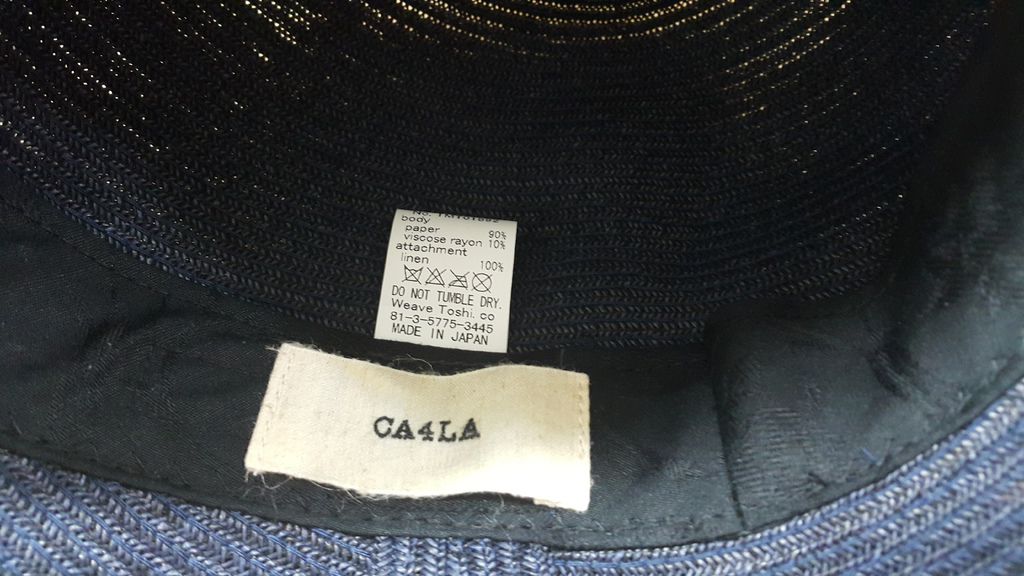 No.
body
paper 90%
viscose rayon 10%
attachment
linen 100%
DO NOT TUMBLE DRY.
Weave Toshi. co
81-3-5775-3445
MADE IN JAPAN
CA4LA